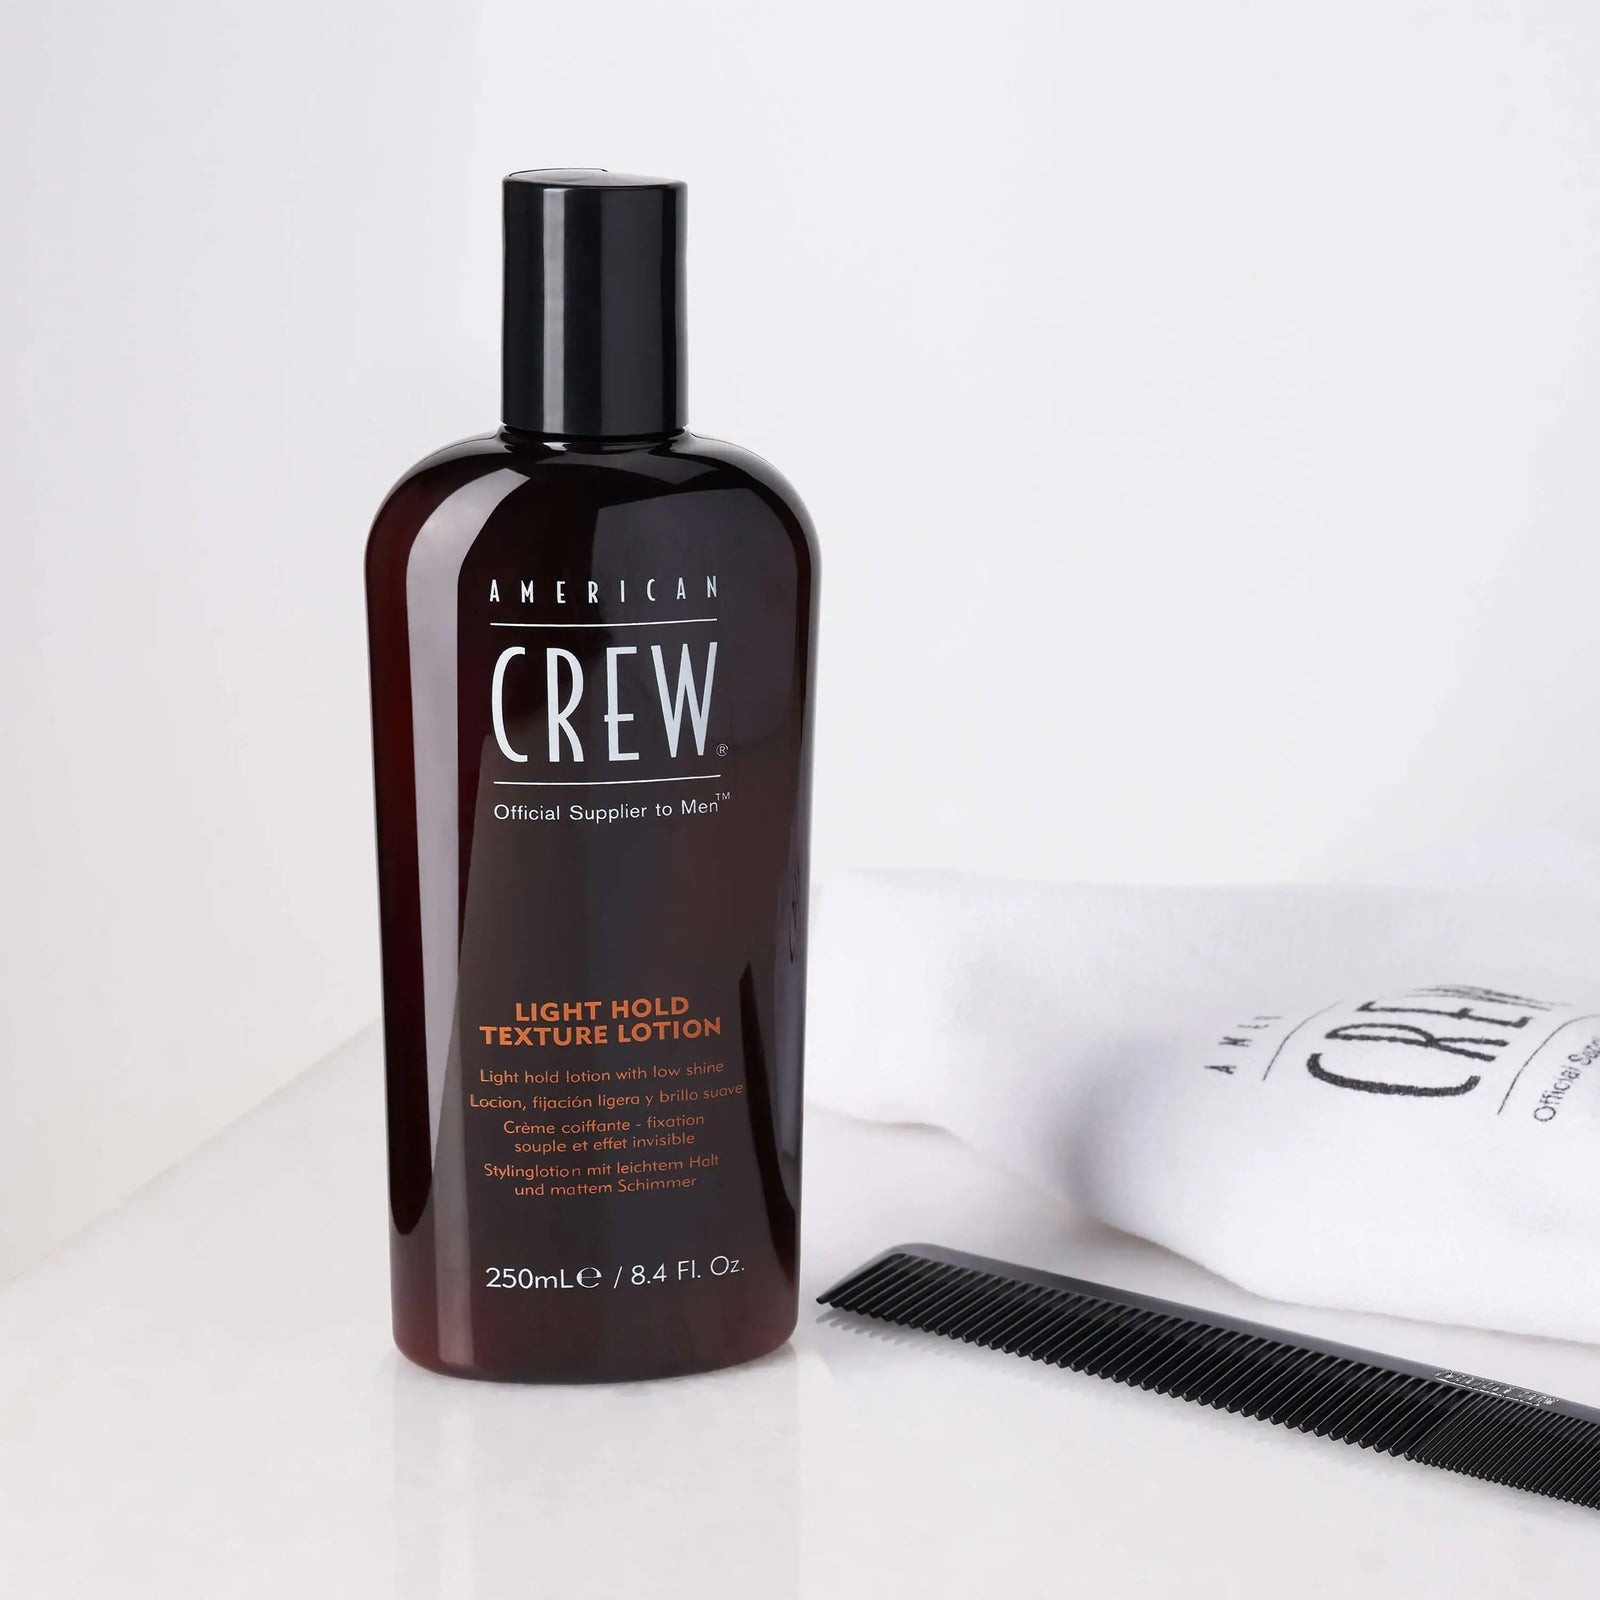 AMERICAN
CREW®
Official Supplier to Men™
LIGHT HOLD
TEXTURE LOTION
Light hold lotion with low shine
Locion, fijación ligera y brillo suave
Crème coiffante - fixation
souple et effet invisible
Stylinglotion mit leichtem Halt
und mattem Schimmer
250mL℮ / 8.4 Fl. Oz.
CREW
Official